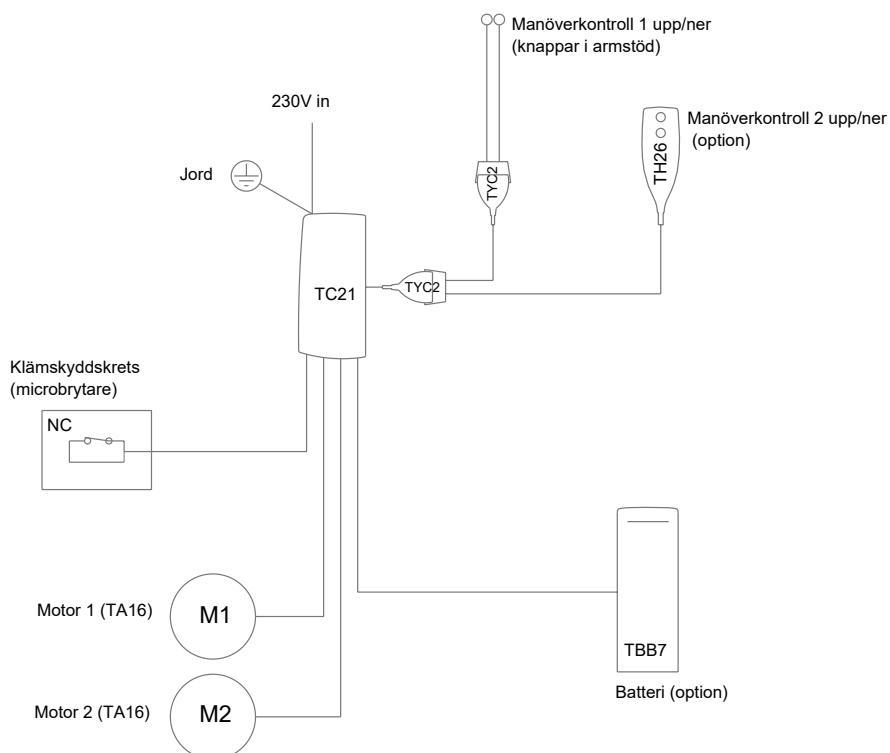 Manöverkontroll 1 upp/ner
(knappar i armstöd)
230V in
Manöverkontroll 2 upp/ner
(option)
TH26
TYC2
Jord
TC21
TYC2
Klämskyddskrets
(microbrytare)
NC
Motor 1 (TA16)
M1
TBB7
Batteri (option)
Motor 2 (TA16)
M2